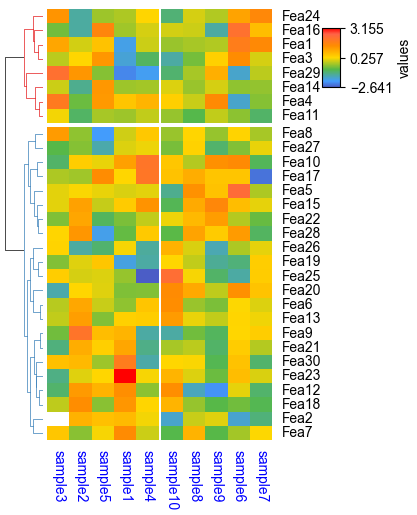 Fea24
Fea16
Fea1
Fea3
Fea29
Fea14
Fea4
Fea11
Fea8
Fea27
Fea10
Fea17
Fea5
Fea15
Fea22
Fea28
Fea26
Fea19
Fea25
Fea20
Fea6
Fea13
Fea9
Fea21
Fea30
Fea23
Fea12
Fea18
Fea2
Fea7
sample3
sample2
sample5
sample1
sample4
sample10
sample8
sample9
sample6
sample7
3.155
0.257
-2.641
values